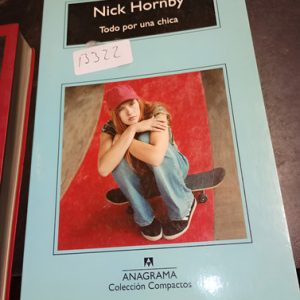 Nick Hornby
Todo por una chica
13322
ANAGRAMA
Colección Compactos